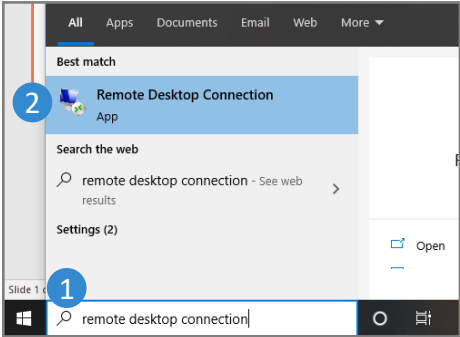 All Apps Documents Email Web More
Best match
2
Remote Desktop Connection
App
Search the web
remote desktop connection - See web
results
Settings (2)
Open
Slide 1
1
remote desktop connection